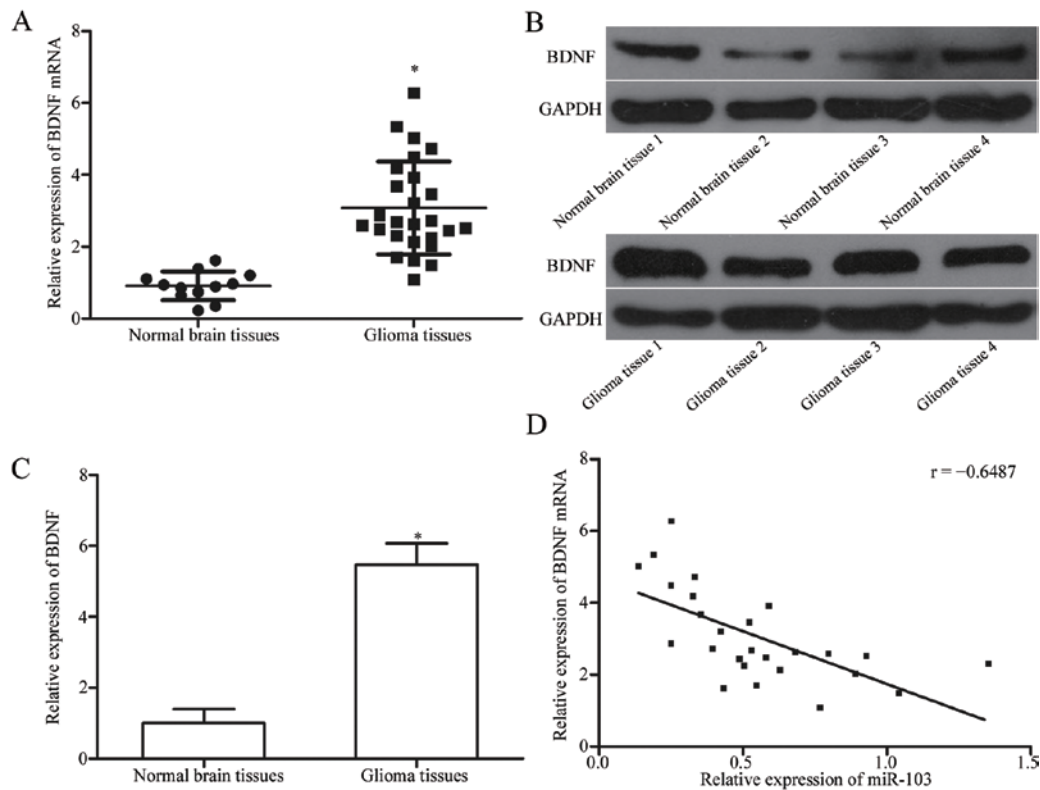 A
Relative expression of BDNF mRNA
8
6
4
2
0
*
Normal brain tissues
Glioma tissues
B
BDNF
GAPDH
Normal brain tissue 1
Normal brain tissue 2
Normal brain tissue 3
Normal brain tissue 4
BDNF
GAPDH
Glioma tissue 1
Glioma tissue 2
Glioma tissue 3
Glioma tissue 4
C
Relative expression of BDNF
8
6
4
2
0
*
Normal brain tissues
Glioma tissues
D
Relative expression of BDNF mRNA
8
6
4
2
0
r = −0.6487
0.0
0.5
1.0
1.5
Relative expression of miR-103